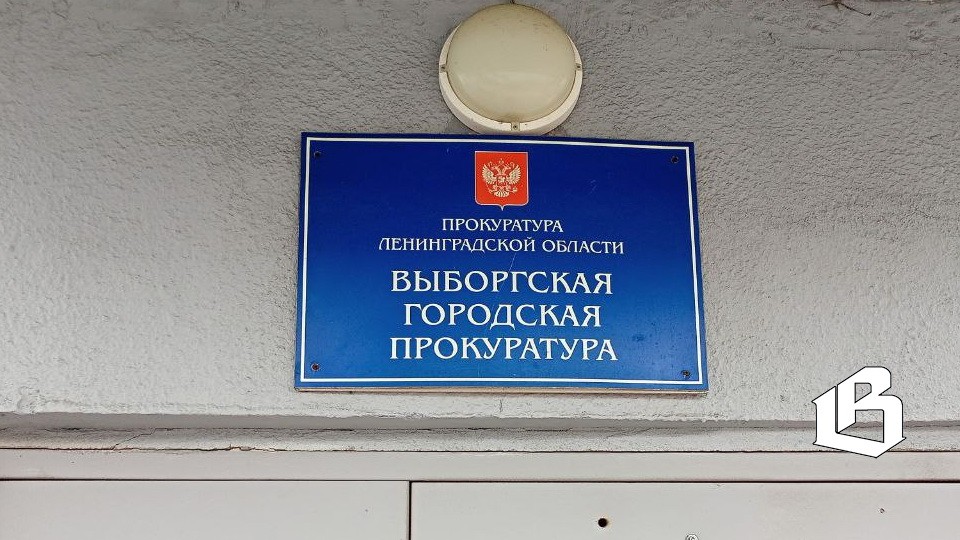 ПРОКУРАТУРА
ЛЕНИНГРАДСКОЙ ОБЛАСТИ
ВЫБОРГСКАЯ
ГОРОДСКАЯ
ПРОКУРАТУРА
В